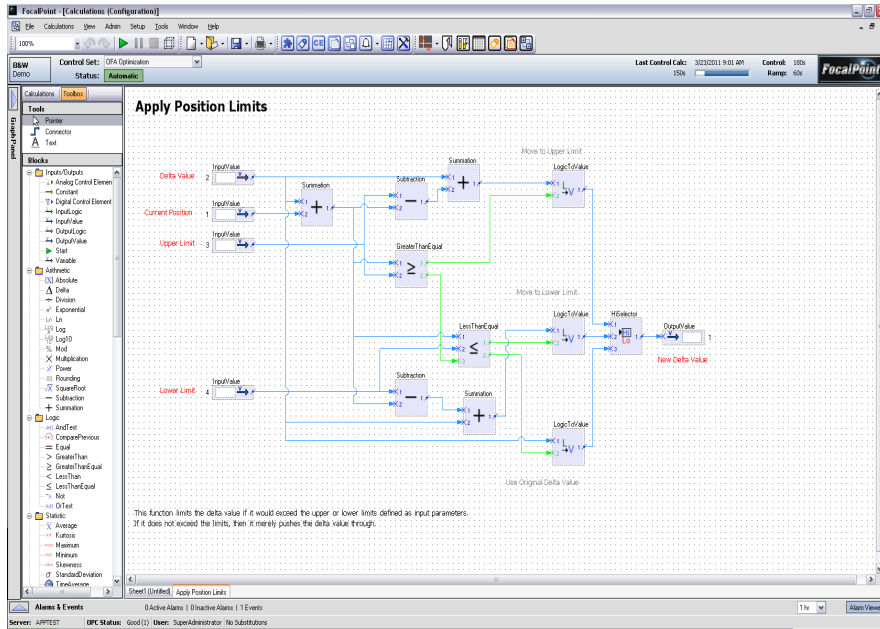 FocalPoint - [Calculations (Configuration)]
File Calculations View Admin Setup Tools Window Help
100%
B&W Demo
Control Set: OFA Optimization
Status: Automatic
Last Control Calc: 3/23/2011 9:01 AM
150s
Control: 180s
Ramp: 60s
FocalPoint
Graph Panel
Calculations Toolbox
Tools
Pointer
Connector
A Text
Blocks
Inputs/Outputs
Analog Control Elemen
Constant
Digital Control Element
InputLogic
InputValue
OutputLogic
OutputValue
Start
Variable
Arithmetic
Absolute
Delta
Division
Exponential
Ln Ln
Log
Log10
% Mod
Multiplication
Power
Rounding
SquareRoot
Subtraction
Summation
Logic
AndTest
ComparePrevious
Equal
GreaterThan
GreaterThanEqual
LessThan
LessThanEqual
Not
OrTest
Statistic
Average
Kurtosis
Maximum
Minimum
Skewness
σ StandardDeviation
TimeAverage
Apply Position Limits
Move to Upper Limit
Delta Value 2 InputValue
Current Position 1 InputValue
Upper Limit 3 InputValue
Summation
Subtraction
Summation
LogicToValue
GreaterThanEqual
Move to Lower Limit
LessThanEqual
LogicToValue
HiSelector
OutputValue 1
New Delta Value
Lower Limit 4 InputValue
Subtraction
Summation
LogicToValue
Use Original Delta Value
This function limits the delta value if it would exceed the upper or lower limits defined as input parameters.
If it does not exceed the limits, then it merely pushes the delta value through.
Sheet1 (Untitled) Apply Position Limits
Alarms & Events 0 Active Alarms | 0 Inactive Alarms | 1 Events
1 hr Alarm Viewe
Server: APPTEST OPC Status: Good (1) User: SuperAdministrator No Substitutions